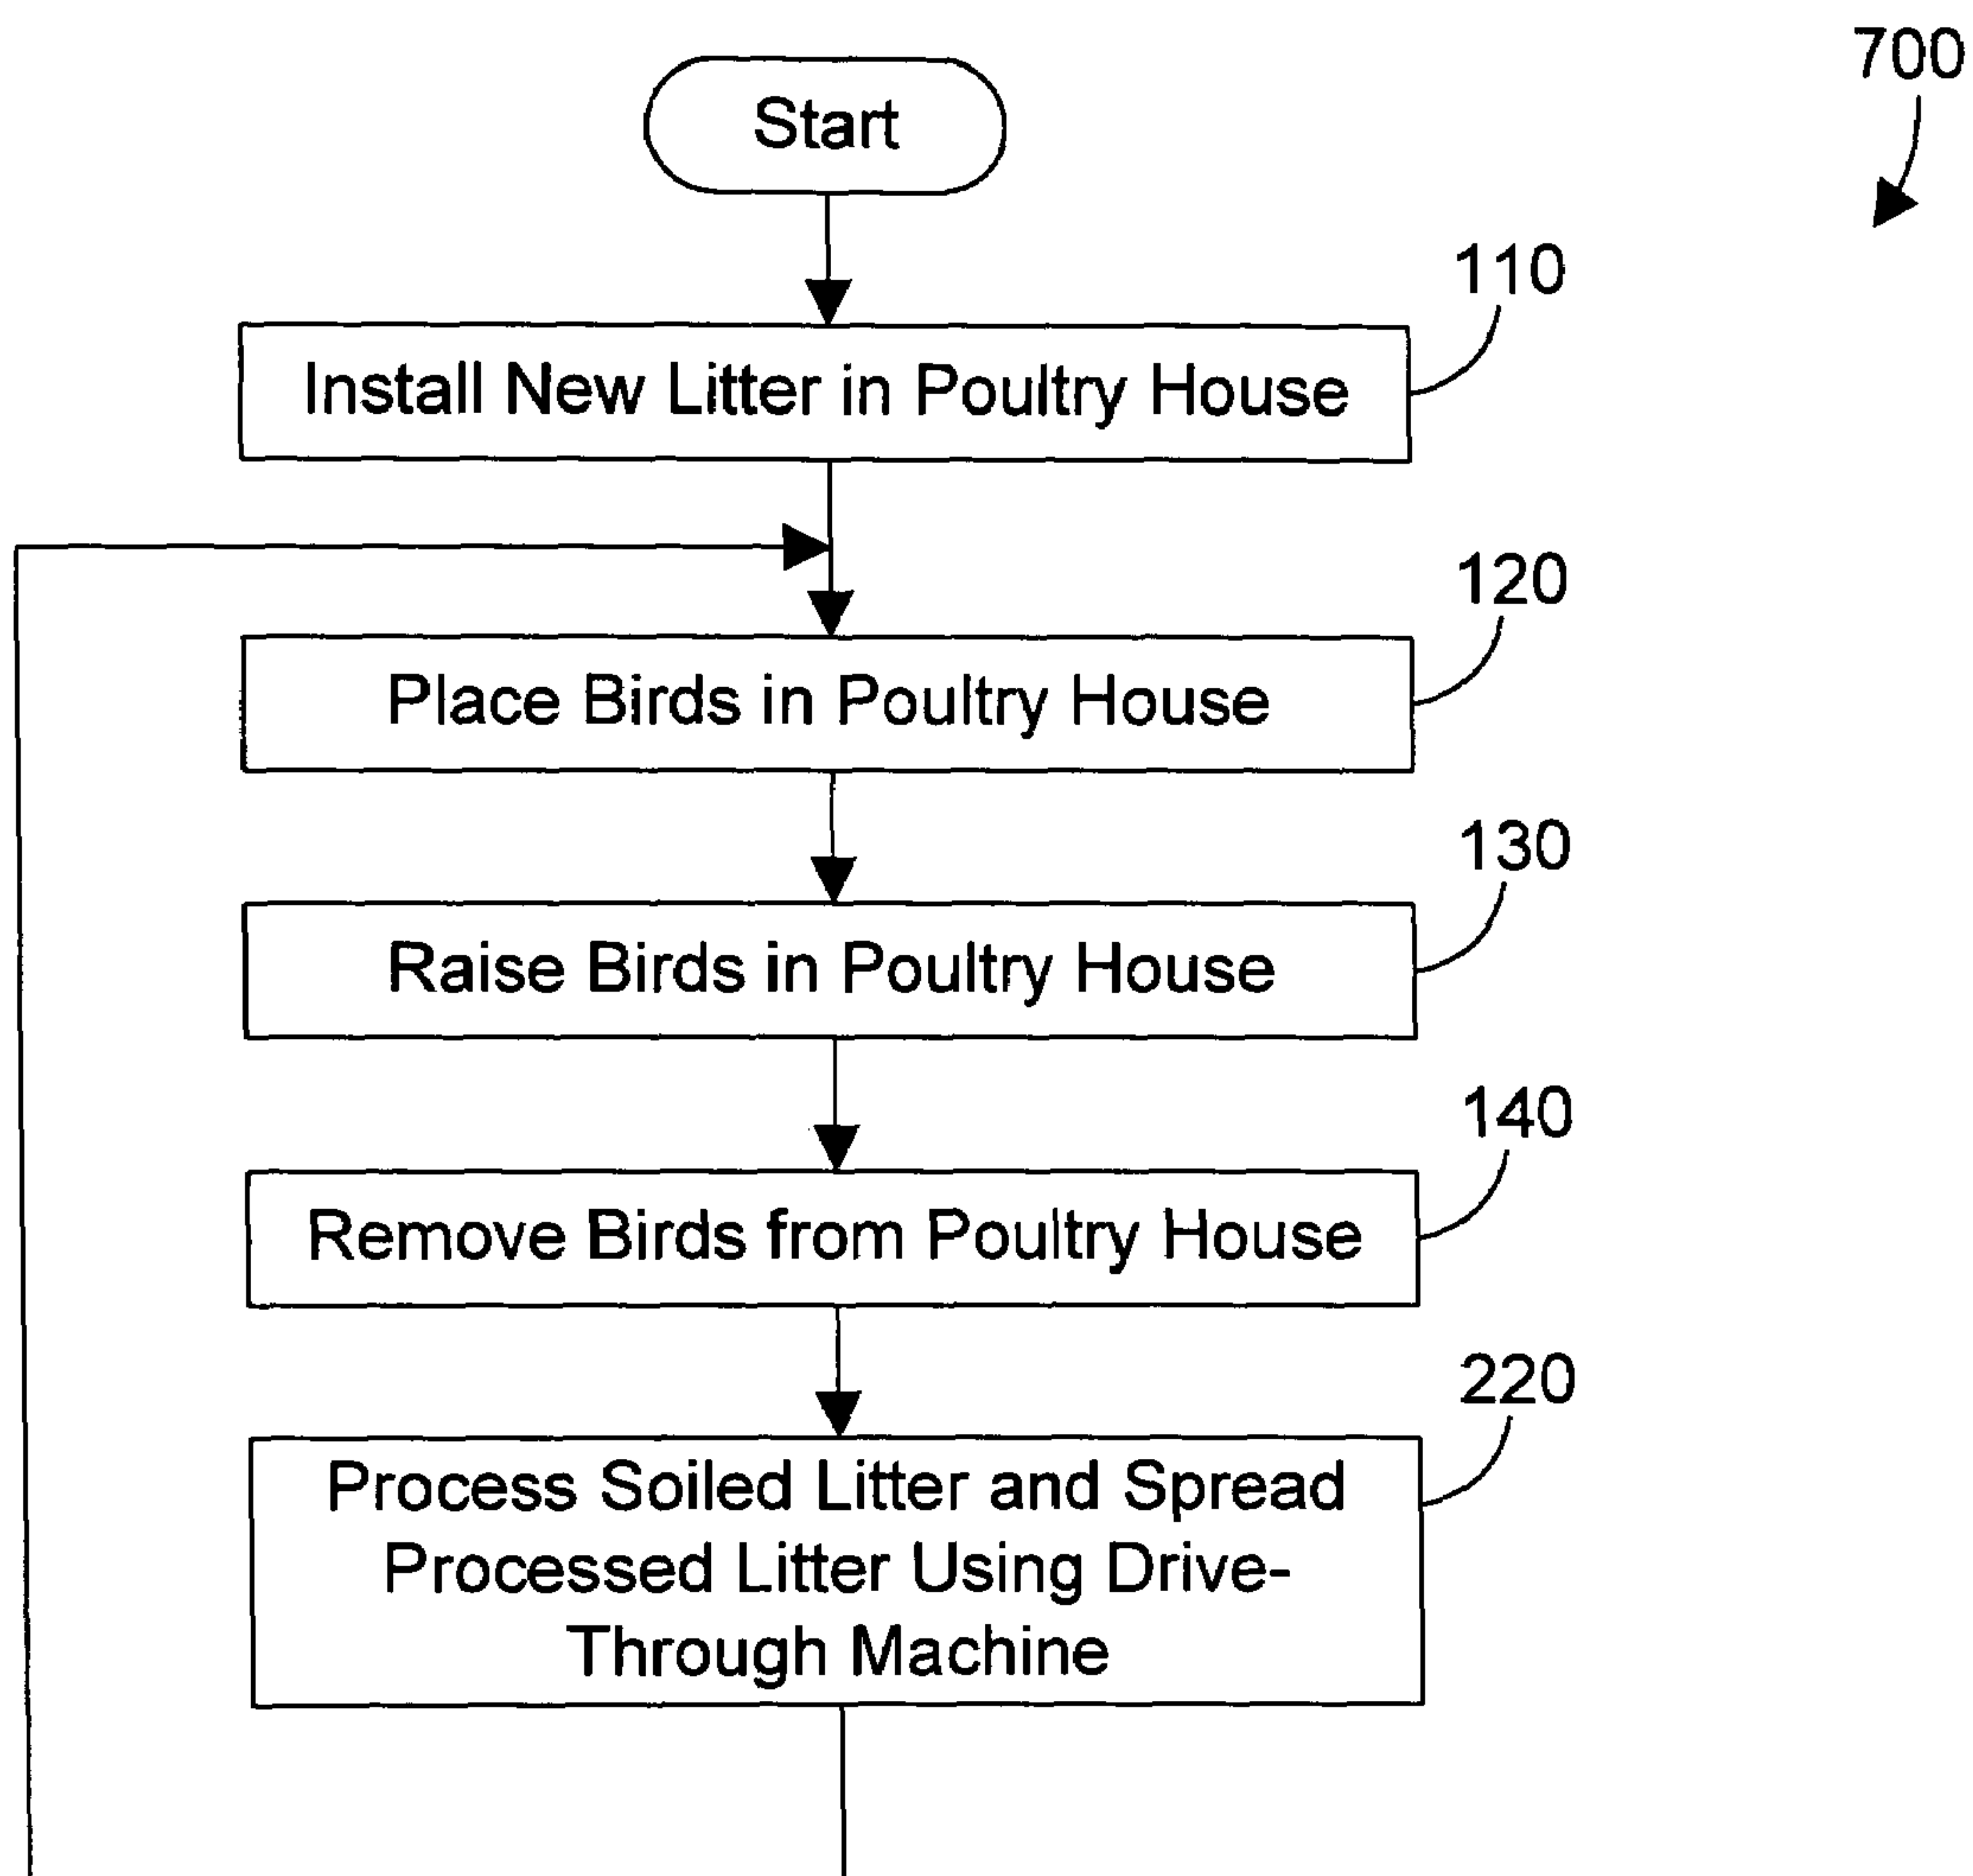 700
Start
110
Install New Litter in Poultry House
120
Place Birds in Poultry House
130
Raise Birds in Poultry House
140
Remove Birds from Poultry House
220
Process Soiled Litter and Spread
Processed Litter Using Drive-
Through Machine